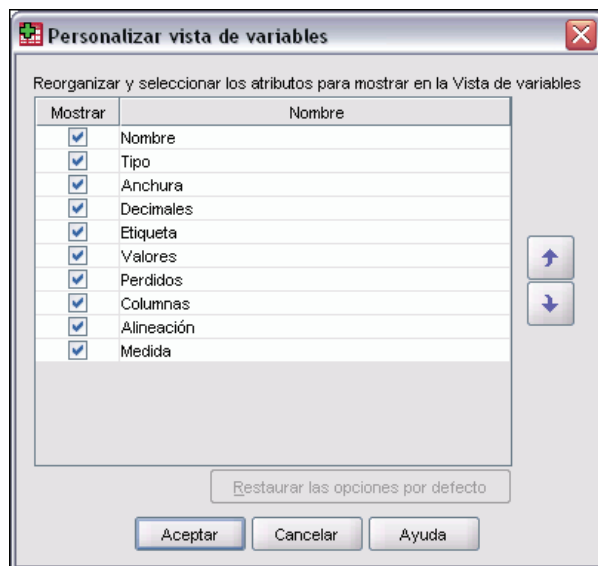 Personalizar vista de variables
Reorganizar y seleccionar los atributos para mostrar en la Vista de variables
Mostrar Nombre
Nombre
Tipo
Anchura
Decimales
Etiqueta
Valores
Perdidos
Columnas
Alineación
Medida
Restaurar las opciones por defecto
Aceptar Cancelar Ayuda